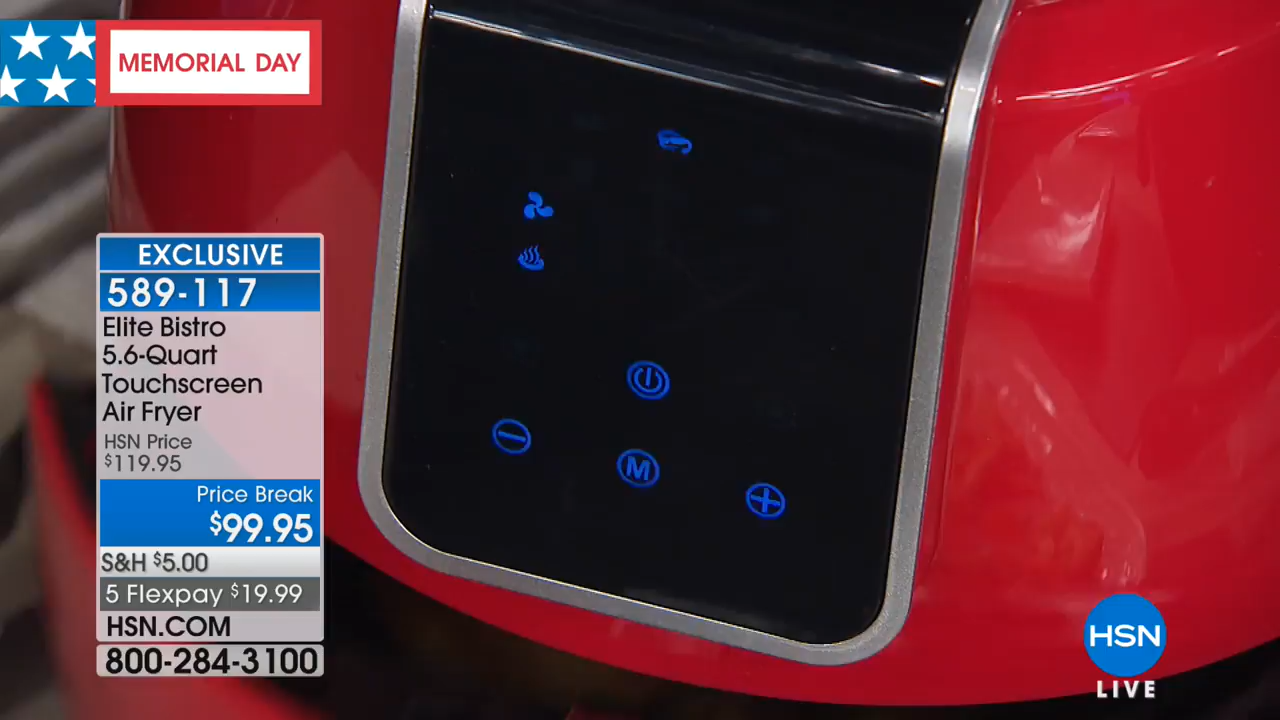 MEMORIAL DAY
EXCLUSIVE
589-117
Elite Bistro
5.6-Quart
Touchscreen
Air Fryer
HSN Price
$119.95
Price Break
$99.95
S&H $5.00
5 Flexpay $19.99
HSN.COM
800-284-3100
M
HSN
LIVE